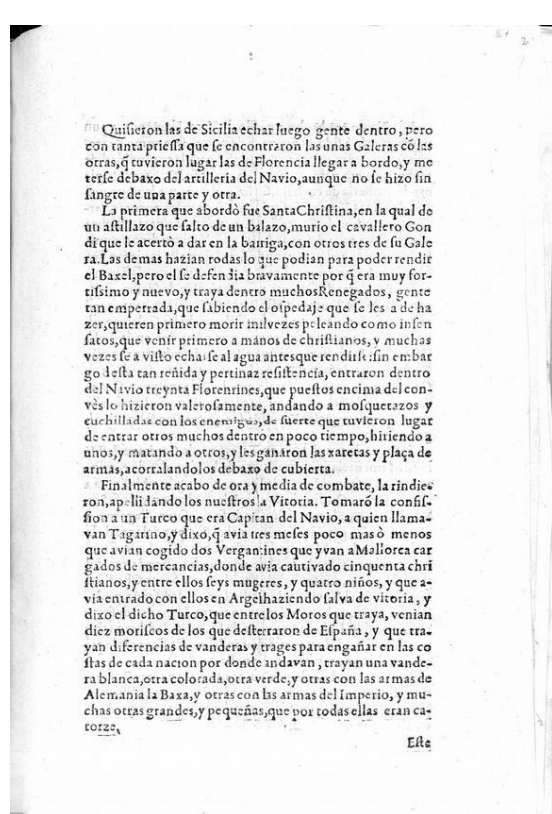 2
Quisieron las de Sicilia echar luego gente dentro, pero
con tanta priessa que se encontraron las unas Galeras cõ las
otras,q̃ tuvieron lugar las de Florencia llegar a bordo,y me
terse debaxo del artilleria del Navio,aunque no se hizo sin
sangre de una parte y otra.
La primera que abordò fue SantaChristina,en la qual de
un astillazo que salto de un balazo,murio el cavallero Gon
di que le acertò a dar en la barriga,con otros tres de su Gale
ra.Las demas hazian rodas lo que podian para poder rendir
el Baxel,pero el se defendia bravamente por q̃ era muy for-
tissimo y nuevo,y traya dentro muchosRenegados, gente
tan emperrada,que sabiendo el ospedaje que se les a de ha
zer,quieren primero morir milvezes peleando como insen
satos,que venir primero a manos de christianos, y muchas
vezes se a visto echarse al agua antesque rendirse:sin embar
go desta tan reñida y pertinaz resistencia, entraron dentro
del Navio treynta Florentines,que puestos encima del con-
vès lo hizieron valerosamente, andando a mosquetazos y
cuchilladas con los enemigos,de suerte que tuvieron lugar
de entrar otros muchos dentro en poco tiempo,hiriendo a
unos,y matando a otros,y les ganaron las xaretas y plaça de
armas,acorralandolos debaxo de cubierta.
Finalmente acabo de ora y media de combate, la rindie-
ron,apellidando los nuestros la Vitoria. Tomarõ la confis-
sion a un Turco que era Capitan del Navio, a quien llama-
van Tagarino,y dixo,q̃ avia tres meses poco mas ò menos
que avian cogido dos Vergantines que yvan aMallorca car
gados de mercancias,donde avia cautivado cinquenta chri
stianos,y entre ellos seys mugeres, y quatro niños, y que a-
via entrado con ellos en Argelhaziendo salva de vitoria, y
dixo el dicho Turco,que entrelos Moros que traya, venian
diez moriscos de los que desterraron de España, y que tra-
yan diferencias de vanderas y trages para engañar en las co
stas de cada nacion por donde andavan, trayan una vande-
ra blanca,otra colorada,otra verde,y otras con las armas de
Alemania la Baxa,y otras con las armas del Imperio, y mu-
chas otras grandes,y pequeñas,que por todas ellas eran ca-
torze,
Este